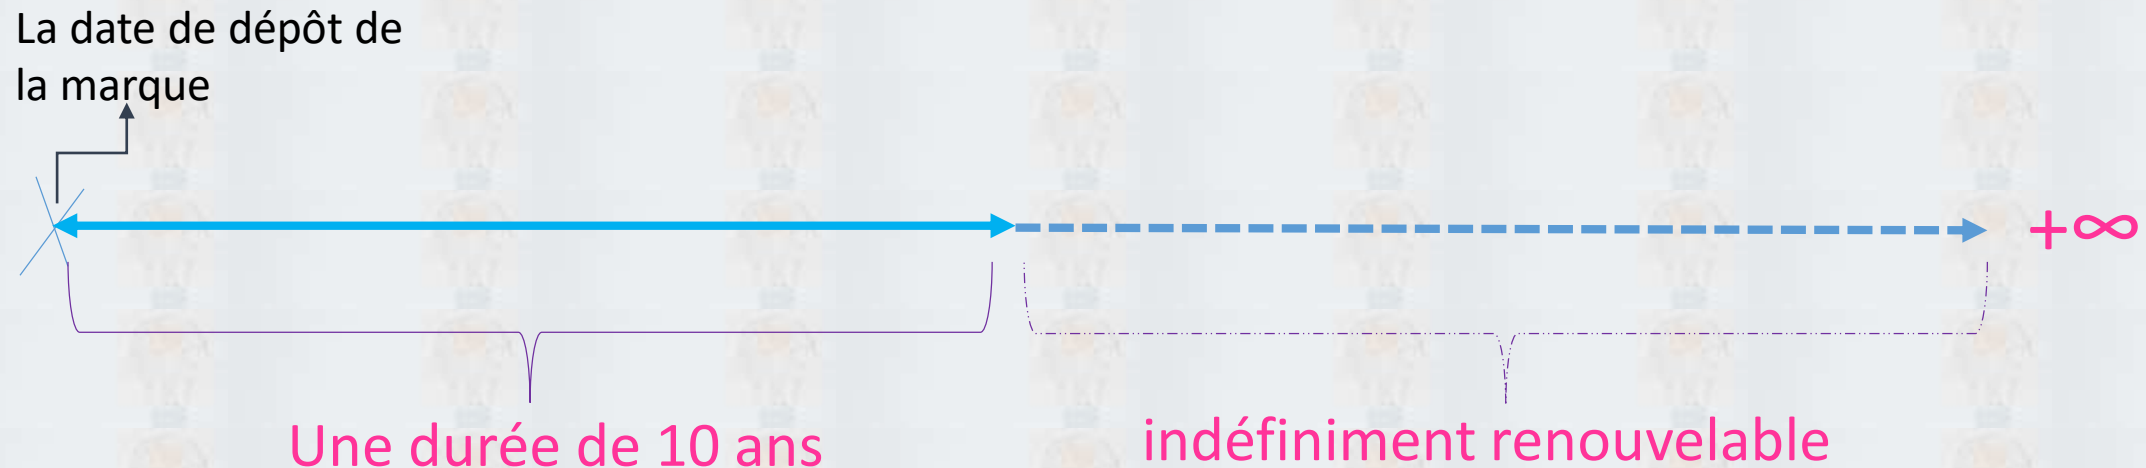 La date de dépôt de
la marque
+∞
Une durée de 10 ans
indéfiniment renouvelable